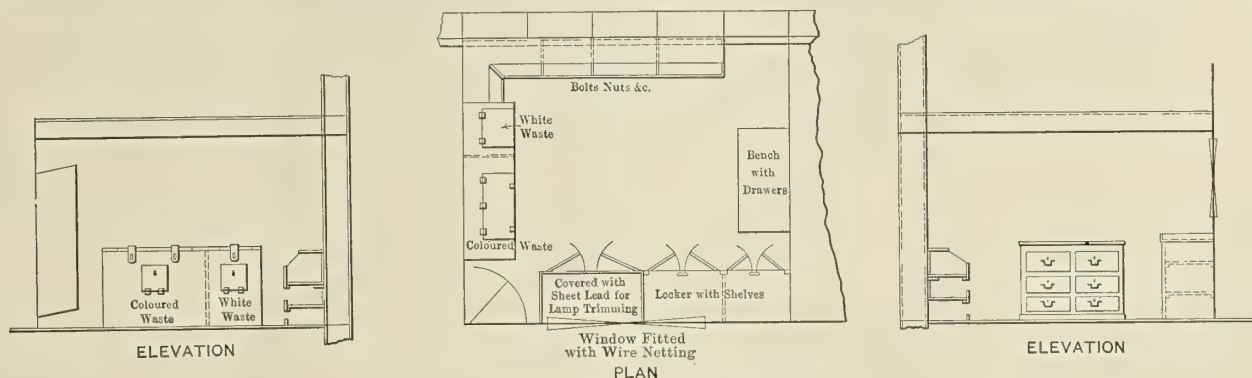 Coloured
Waste
White
Waste
ELEVATION
Bolts Nuts &c.
White
Waste
Coloured Waste
Bench
with
Drawers
Covered with
Sheet Lead for
Lamp Trimming
Locker with Shelves
Window Fitted
with Wire Netting
PLAN
ELEVATION